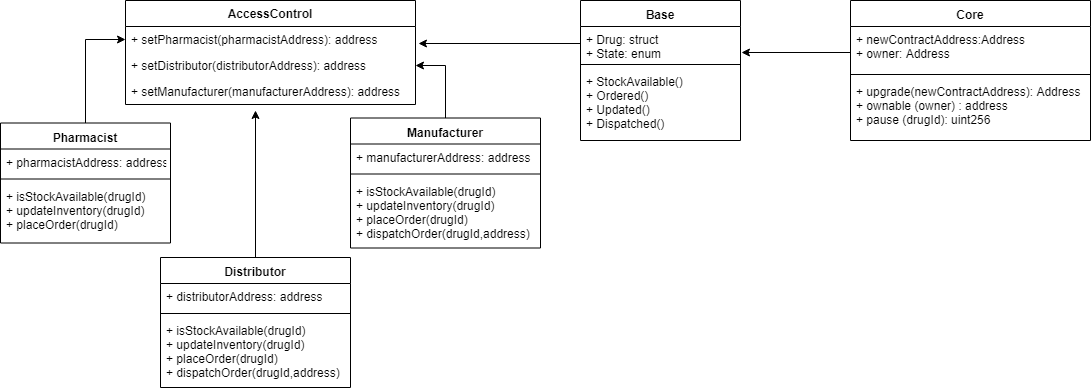 AccessControl
+ setPharmacist(pharmacistAddress): address
+ setDistributor(distributorAddress): address
+ setManufacturer(manufacturerAddress): address
Base
+ Drug: struct
+ State: enum
+ StockAvailable()
+ Ordered()
+ Updated()
+ Dispatched()
Core
+ newContractAddress:Address
+ owner: Address
+ upgrade(newContractAddress): Address
+ ownable (owner) : address
+ pause (drugId): uint256
Pharmacist
+ pharmacistAddress: address
+ isStockAvailable(drugId)
+ updateInventory(drugId)
+ placeOrder(drugId)
Manufacturer
+ manufacturerAddress: address
+ isStockAvailable(drugId)
+ updateInventory(drugId)
+ placeOrder(drugId)
+ dispatchOrder(drugId,address)
Distributor
+ distributorAddress: address
+ isStockAvailable(drugId)
+ updateInventory(drugId)
+ placeOrder(drugId)
+ dispatchOrder(drugId,address)